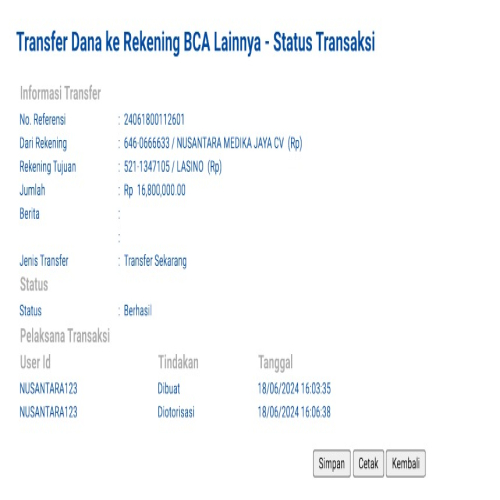 Transfer Dana ke Rekening BCA Lainnya - Status Transaksi
Informasi Transfer
No. Referensi : 24061800112601
Dari Rekening : 646-0666633 / NUSANTARA MEDIKA JAYA CV (Rp)
Rekening Tujuan : 521-1347105 / LASINO (Rp)
Jumlah : Rp 16,800,000.00
Berita :
:
Jenis Transfer : Transfer Sekarang
Status
Status : Berhasil
Pelaksana Transaksi
User Id Tindakan Tanggal
NUSANTARA123 Dibuat 18/06/2024 16:03:35
NUSANTARA123 Diotorisasi 18/06/2024 16:06:38
Simpan Cetak Kembali